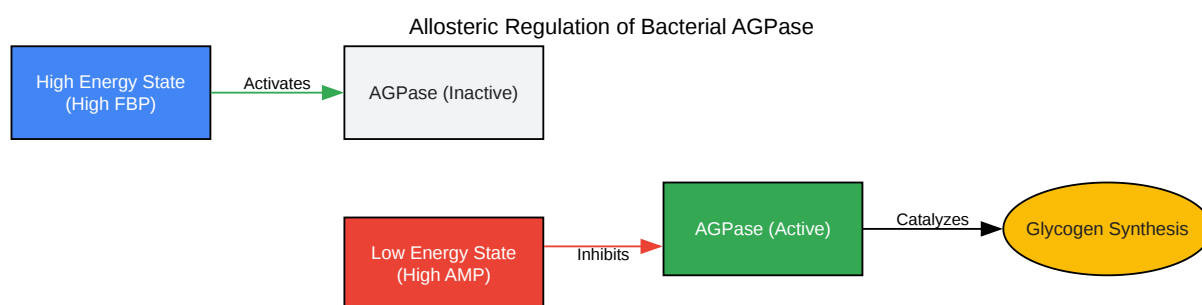 Allosteric Regulation of Bacterial AGPase
High Energy State
(High FBP)
Activates
AGPase (Inactive)
Low Energy State
(High AMP)
Inhibits
AGPase (Active)
Catalyzes
Glycogen Synthesis